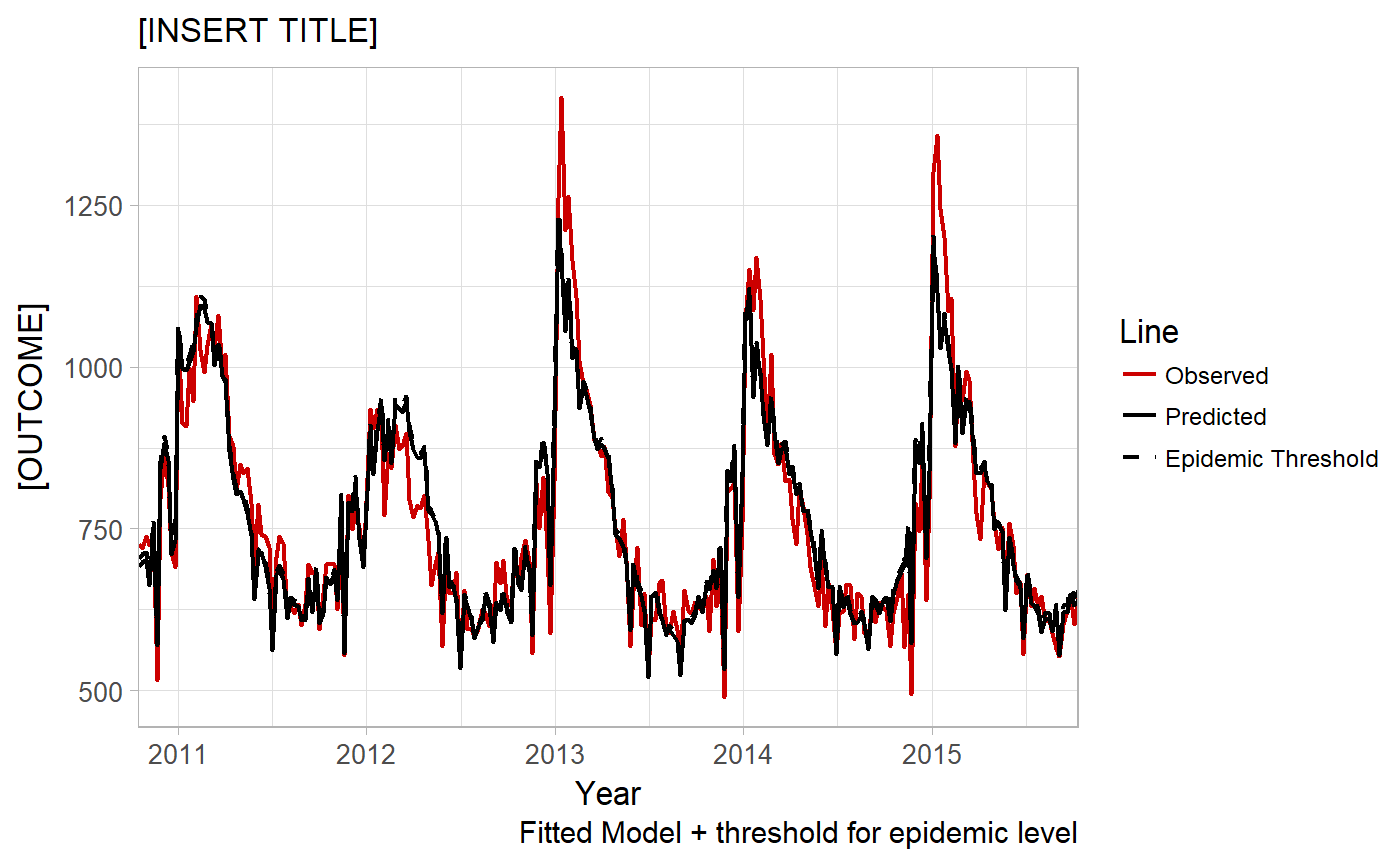 [INSERT TITLE]
[OUTCOME]
1250
1000
750
500
2011 2012 2013 2014 2015
Year
Fitted Model + threshold for epidemic level
Line
Observed
Predicted
Epidemic Threshold